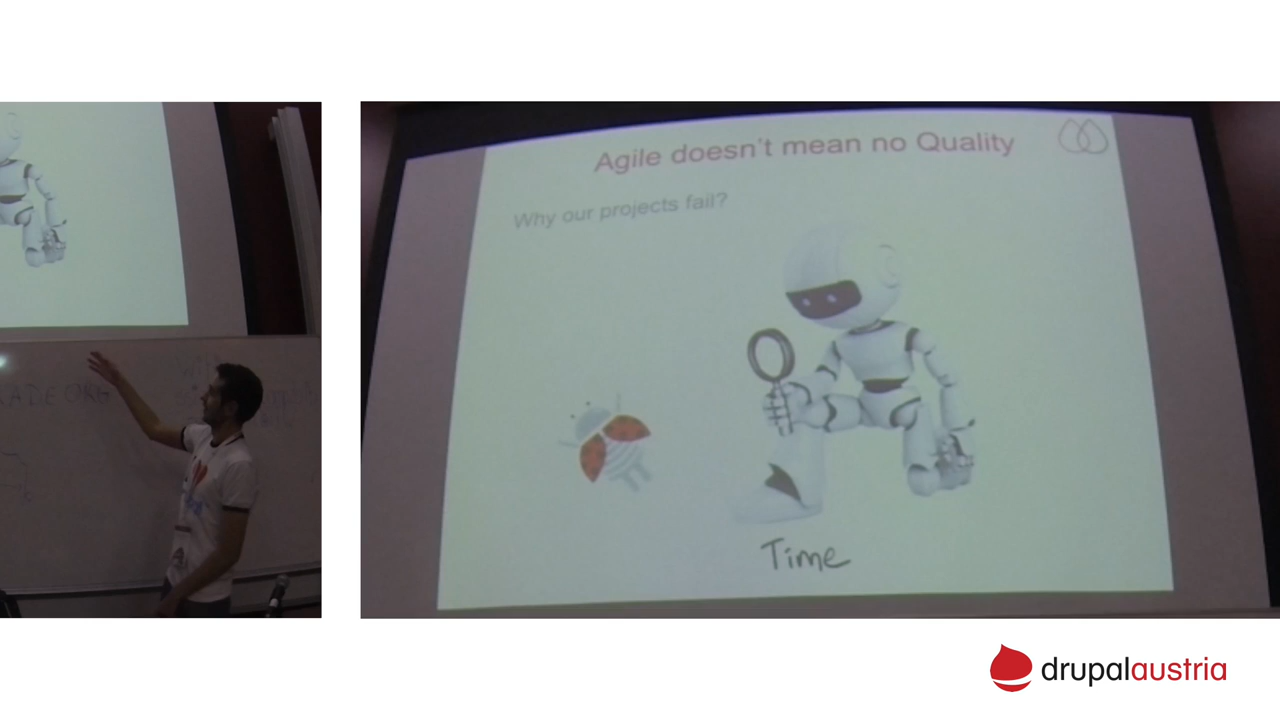 Agile doesn't mean no Quality
Why our projects fail?
Time
drupalaustria